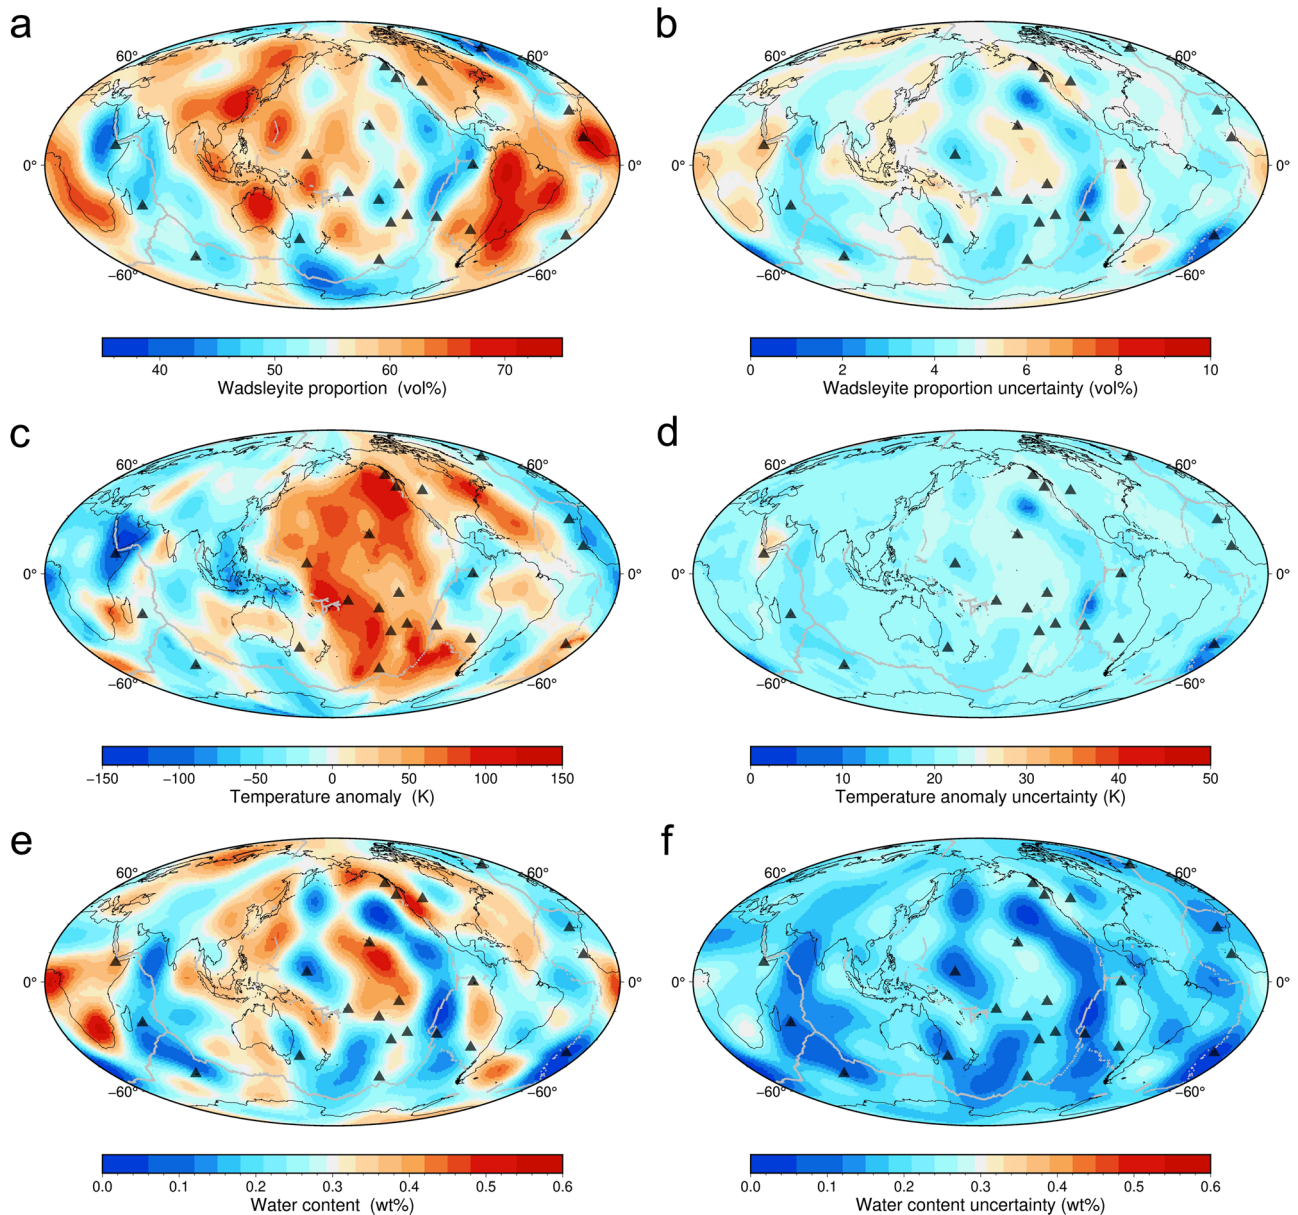 a
60°
60°
0°
0°
−60°
−60°
40 50 60 70
Wadsleyite proportion (vol%)
b
60°
60°
0°
0°
−60°
−60°
0 2 4 6 8 10
Wadsleyite proportion uncertainty (vol%)
c
60°
60°
0°
0°
−60°
−60°
−150 −100 −50 0 50 100 150
Temperature anomaly (K)
d
60°
60°
0°
0°
−60°
−60°
0 10 20 30 40 50
Temperature anomaly uncertainty (K)
e
60°
60°
0°
0°
−60°
−60°
0.0 0.1 0.2 0.3 0.4 0.5 0.6
Water content (wt%)
f
60°
60°
0°
0°
−60°
−60°
0.0 0.1 0.2 0.3 0.4 0.5 0.6
Water content uncertainty (wt%)